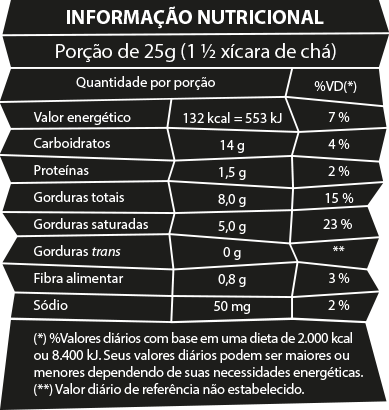 INFORMAÇÃO NUTRICIONAL
Porção de 25g (1 ½ xícara de chá)
Quantidade por porção %VD(*)
Valor energético 132 kcal = 553 kJ 7 %
Carboidratos 14 g 4 %
Proteínas 1,5 g 2 %
Gorduras totais 8,0 g 15 %
Gorduras saturadas 5,0 g 23 %
Gorduras trans 0 g **
Fibra alimentar 0,8 g 3 %
Sódio 50 mg 2 %
(*) %Valores diários com base em uma dieta de 2.000 kcal
ou 8.400 kJ. Seus valores diários podem ser maiores ou
menores dependendo de suas necessidades energéticas.
(**) Valor diário de referência não estabelecido.